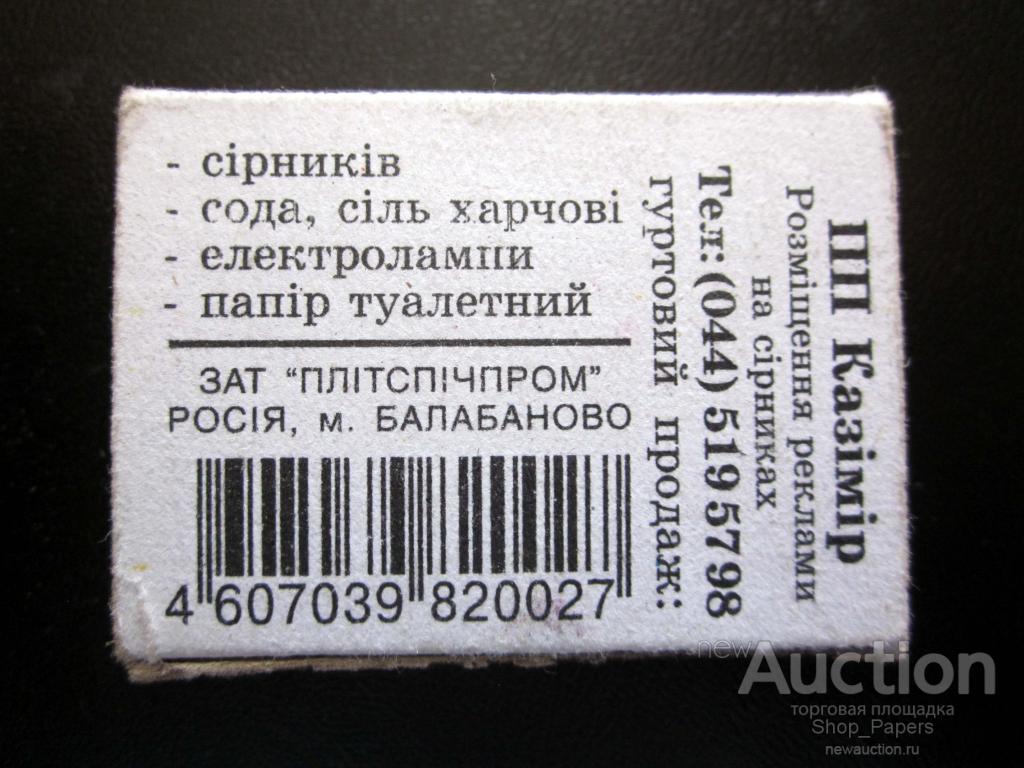 ПП Казімір
Розміщення реклами
на сірниках
Тел:(044) 519 57 98
гуртовий продаж:
- сірників
- сода, сіль харчові
- електролампи
- папір туалетний
ЗАТ "ПЛІТСПІЧПРОМ"
РОСІЯ, м. БАЛАБАНОВО
4 607039 820027
newAuction
торговая площадка
Shop_Papers
newauction.ru